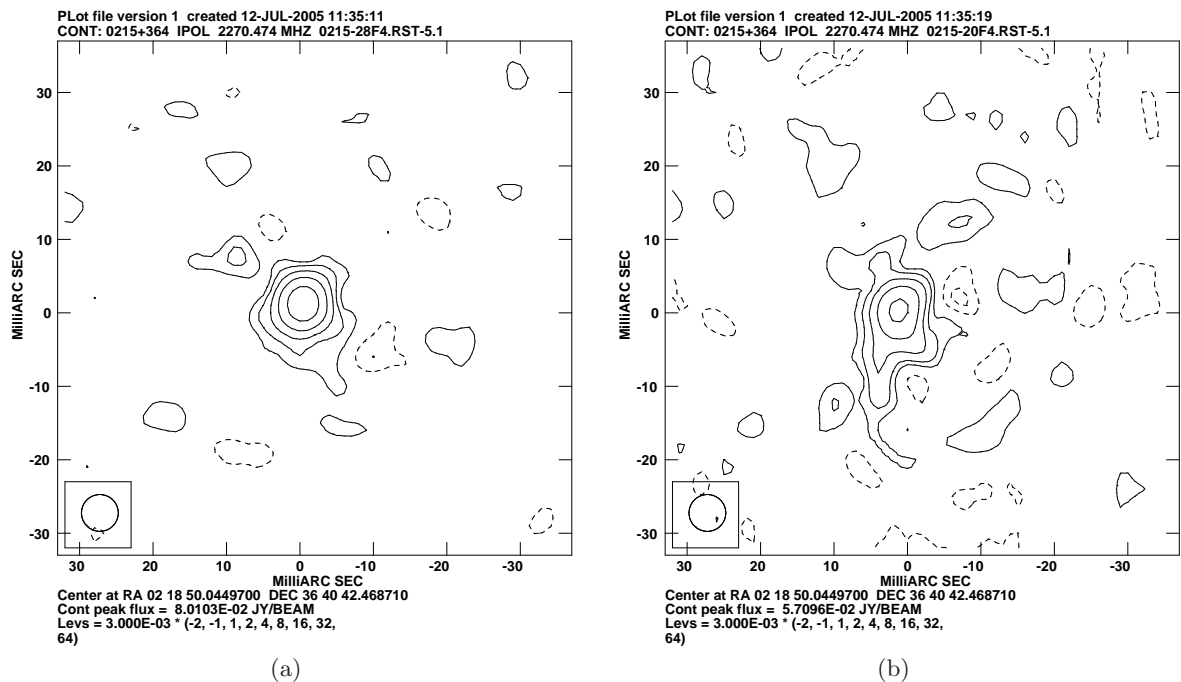 PLot file version 1 created 12-JUL-2005 11:35:11
CONT: 0215+364 IPOL 2270.474 MHZ 0215-28F4.RST-5.1
MilliARC SEC
30
20
10
0
-10
-20
-30
30 20 10 0 -10 -20 -30
MilliARC SEC
Center at RA 02 18 50.0449700 DEC 36 40 42.468710
Cont peak flux = 8.0103E-02 JY/BEAM
Levs = 3.000E-03 * (-2, -1, 1, 2, 4, 8, 16, 32,
64)
(a)
PLot file version 1 created 12-JUL-2005 11:35:19
CONT: 0215+364 IPOL 2270.474 MHZ 0215-20F4.RST-5.1
MilliARC SEC
30
20
10
0
-10
-20
-30
30 20 10 0 -10 -20 -30
MilliARC SEC
Center at RA 02 18 50.0449700 DEC 36 40 42.468710
Cont peak flux = 5.7096E-02 JY/BEAM
Levs = 3.000E-03 * (-2, -1, 1, 2, 4, 8, 16, 32,
64)
(b)